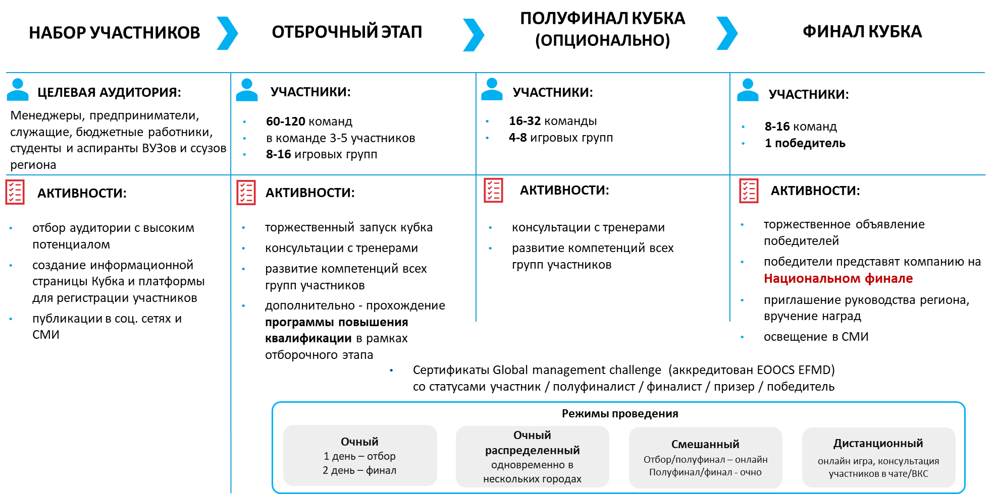 НАБОР УЧАСТНИКОВ
ОТБРОЧНЫЙ ЭТАП
ПОЛУФИНАЛ КУБКА
(ОПЦИОНАЛЬНО)
ФИНАЛ КУБКА
ЦЕЛЕВАЯ АУДИТОРИЯ:
Менеджеры, предприниматели,
служащие, бюджетные работники,
студенты и аспиранты ВУЗов и ссузов
региона
УЧАСТНИКИ:
• 60-120 команд
• в команде 3-5 участников
• 8-16 игровых групп
УЧАСТНИКИ:
• 16-32 команды
• 4-8 игровых групп
УЧАСТНИКИ:
• 8-16 команд
• 1 победитель
АКТИВНОСТИ:
• отбор аудитории с высоким
потенциалом
• создание информационной
страницы Кубка и платформы
для регистрации участников
• публикации в соц. сетях и
СМИ
АКТИВНОСТИ:
• торжественный запуск кубка
• консультации с тренерами
• развитие компетенций всех
групп участников
• дополнительно - прохождение
программы повышения
квалификации в рамках
отборочного этапа
АКТИВНОСТИ:
• консультации с тренерами
• развитие компетенций всех
групп участников
АКТИВНОСТИ:
• торжественное объявление
победителей
• победители представят компанию на
Национальном финале
• приглашение руководства региона,
вручение наград
• освещение в СМИ
• Сертификаты Global management challenge (аккредитован EOOCS EFMD)
со статусами участник / полуфиналист / финалист / призер / победитель
Режимы проведения
Очный
1 день – отбор
2 день – финал
Очный
распределенный
одновременно в
нескольких городах
Смешанный
Отбор/полуфинал – онлайн
Полуфинал/финал - очно
Дистанционный
онлайн игра, консультация
участников в чате/ВКС